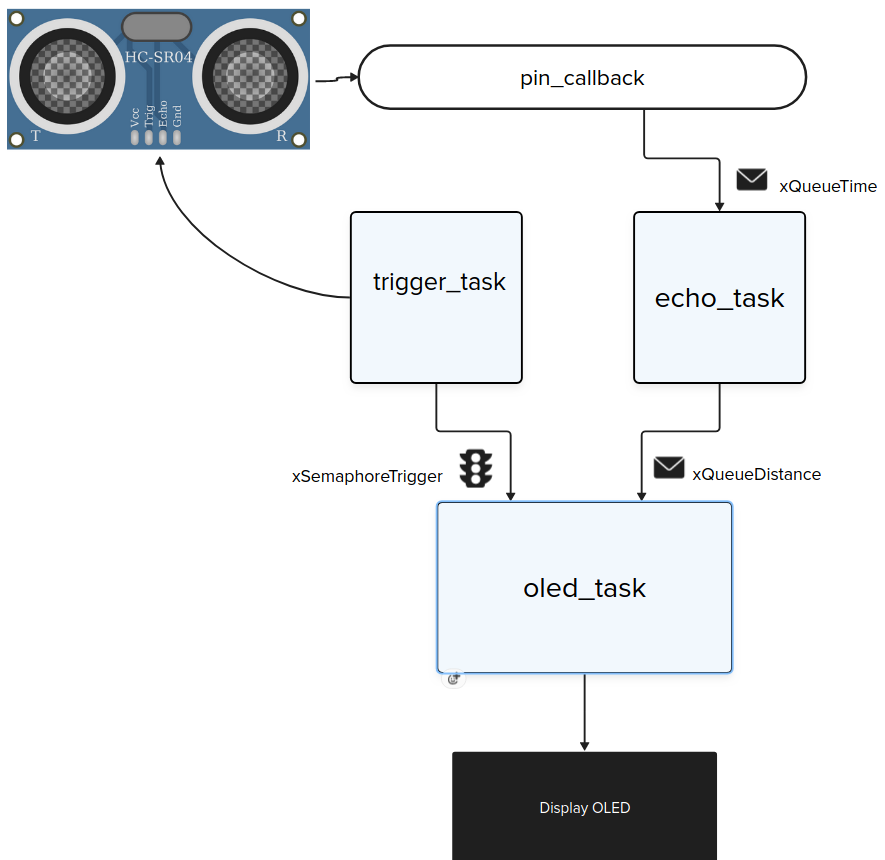 HC-SR04
Vcc
Trig
Echo
Gnd
T
R
pin_callback
xQueueTime
trigger_task
echo_task
xSemaphoreTrigger
xQueueDistance
oled_task
Display OLED